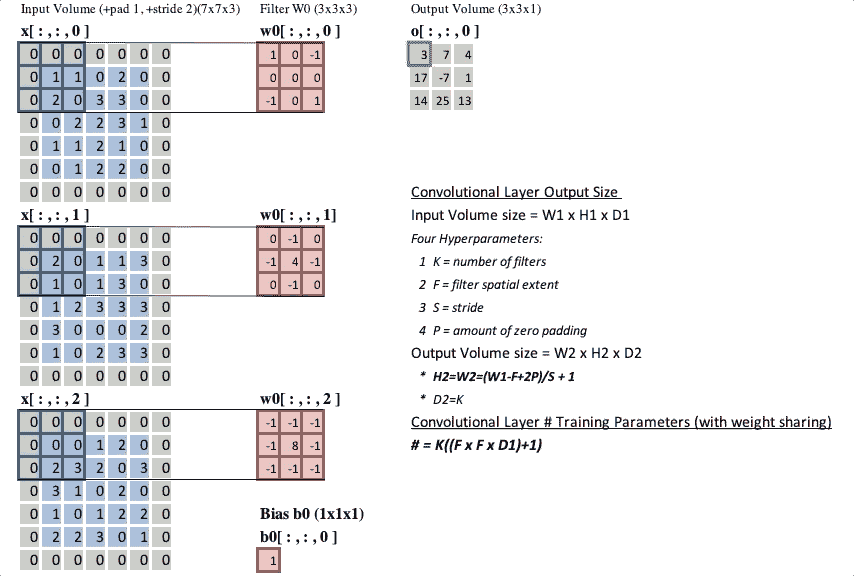 Input Volume (+pad 1, +stride 2)(7x7x3)
x[:,:,0]
0 0 0 0 0 0 0
0 1 1 0 2 0 0
0 2 0 3 3 0 0
0 0 2 2 3 1 0
0 1 1 2 1 0 0
0 0 1 2 2 0 0
0 0 0 0 0 0 0
x[:,:,1]
0 0 0 0 0 0 0
0 2 0 1 1 3 0
0 1 0 1 3 0 0
0 1 2 3 3 3 0
0 3 0 0 0 2 0
0 1 0 2 3 3 0
0 0 0 0 0 0 0
x[:,:,2]
0 0 0 0 0 0 0
0 0 0 1 2 0 0
0 2 3 2 0 3 0
0 3 1 0 2 0 0
0 1 0 1 2 2 0
0 2 2 3 0 1 0
0 0 0 0 0 0 0
Filter W0 (3x3x3)
w0[:,:,0]
1 0 -1
0 0 0
-1 0 1
w0[:,:,1]
0 -1 0
-1 4 -1
0 -1 0
w0[:,:,2]
-1 -1 -1
-1 8 -1
-1 -1 -1
Bias b0 (1x1x1)
b0[:,:,0]
1
Output Volume (3x3x1)
o[:,:,0]
3 7 4
17 -7 1
14 25 13
Convolutional Layer Output Size
Input Volume size = W1 x H1 x D1
Four Hyperparameters:
1 K = number of filters
2 F = filter spatial extent
3 S = stride
4 P = amount of zero padding
Output Volume size = W2 x H2 x D2
* H2=W2=(W1-F+2P)/S + 1
* D2=K
Convolutional Layer # Training Parameters (with weight sharing)
# = K((F x F x D1)+1)